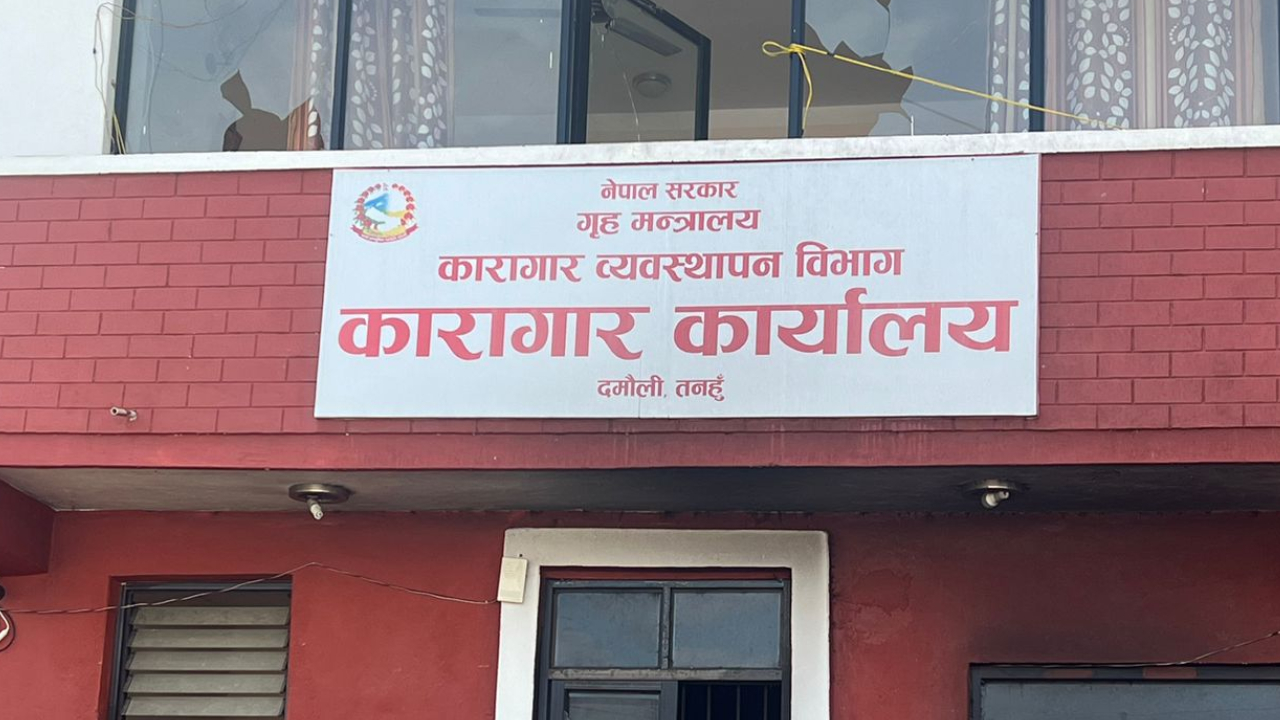 नेपाल सरकार
गृह मन्त्रालय
कारागार व्यवस्थापन विभाग
कारागार कार्यालय
दमौली, तनहुँ